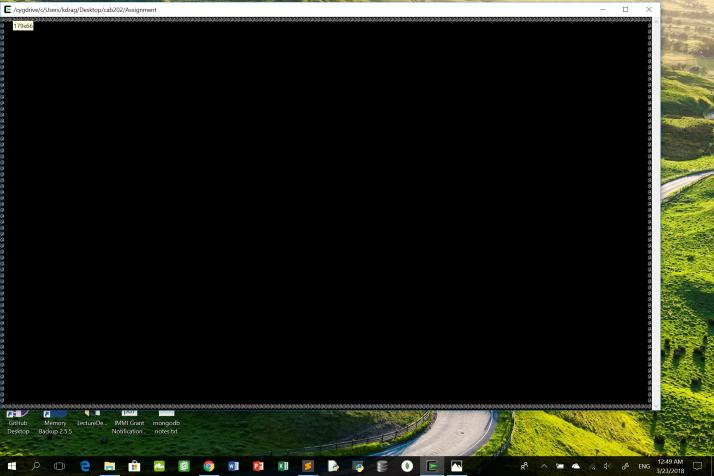 /cygdrive/c/Users/kdrag/Desktop/cab202/Assignment
179x66
GitHub
Desktop
Memory
Backup 2.5.5
LectureDe...
IMMI Grant
Notification...
mongodb
notes.txt
ENG
12:49 AM
3/23/2018